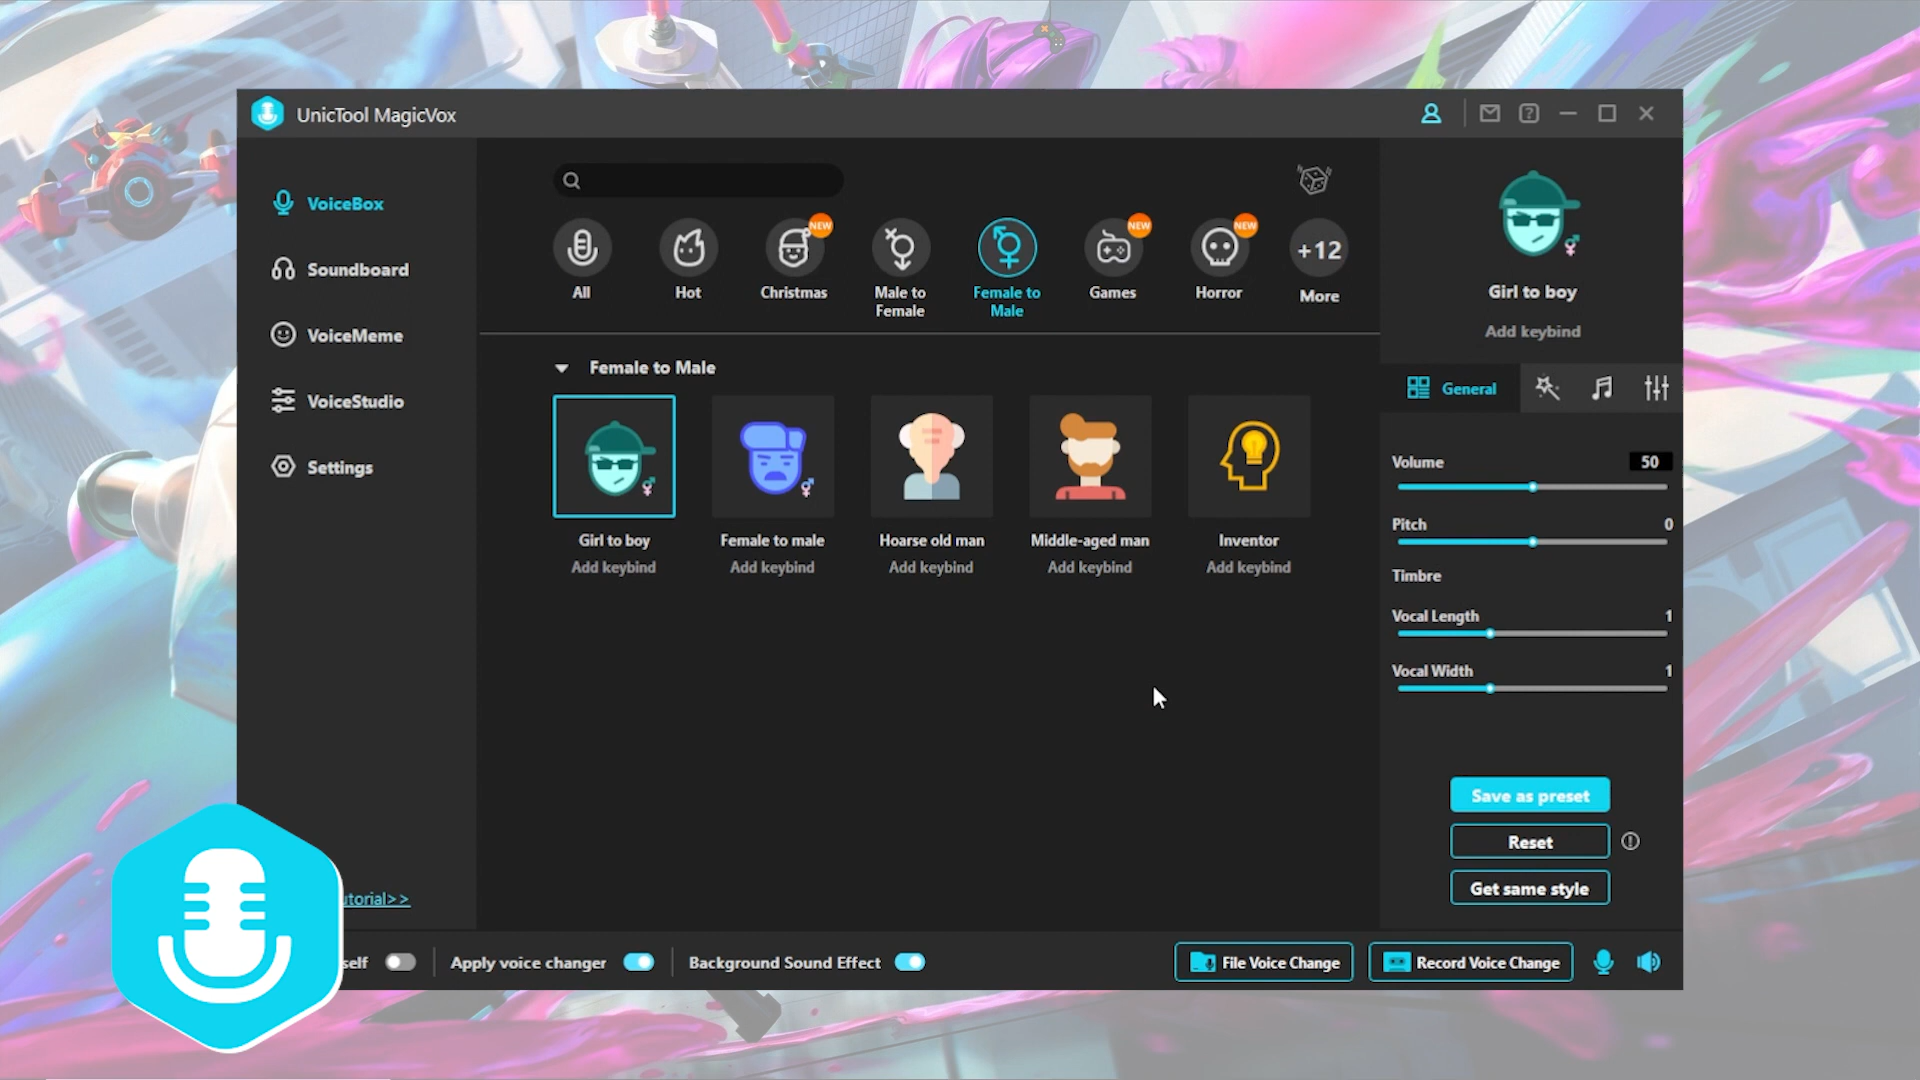 UnicTool MagicVox
VoiceBox
Soundboard
VoiceMeme
VoiceStudio
Settings
NEW
NEW
NEW
+12
All
Hot
Christmas
Male to
Female
Female to
Male
Games
Horror
More
Female to Male
Girl to boy
Add keybind
Female to male
Add keybind
Hoarse old man
Add keybind
Middle-aged man
Add keybind
Inventor
Add keybind
Girl to boy
Add keybind
General
Volume 50
Pitch 0
Timbre
Vocal Length 1
Vocal Width 1
Save as preset
Reset
Get same style
utorial>>
self
Apply voice changer
Background Sound Effect
File Voice Change
Record Voice Change